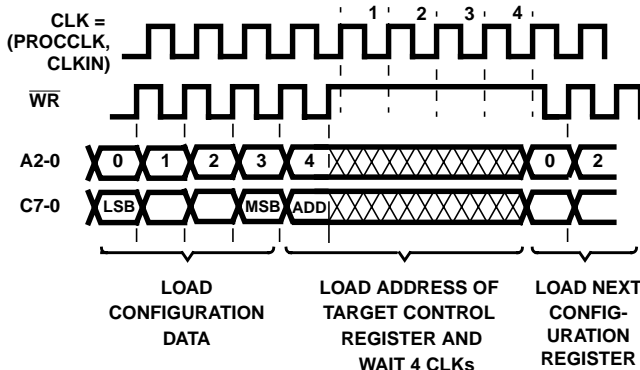 CLK =
(PROCCLK,
CLKIN)
1 2 3 4
WR
A2-0 0 1 2 3 4 0 2
C7-0 LSB MSB ADD
LOAD
CONFIGURATION
DATA
LOAD ADDRESS OF
TARGET CONTROL
REGISTER AND
WAIT 4 CLKs
LOAD NEXT
CONFIG-
URATION
REGISTER